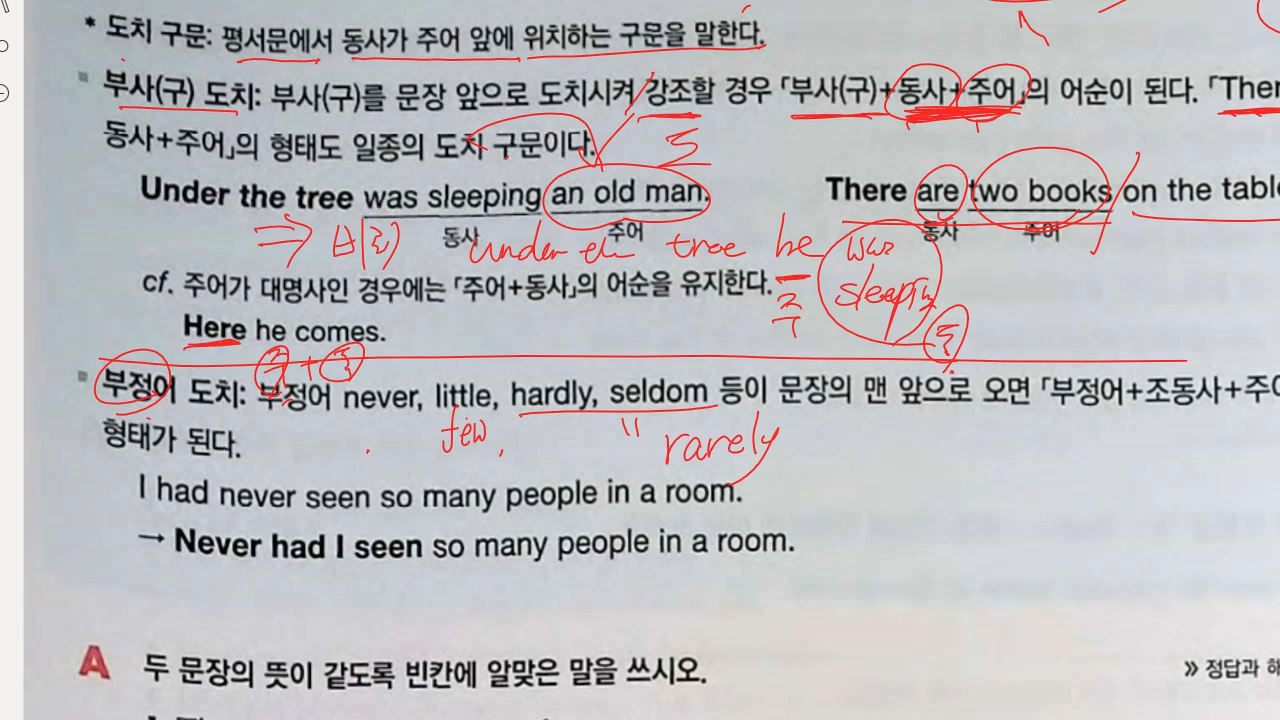 * 도치 구문: 평서문에서 동사가 주어 앞에 위치하는 구문을 말한다.
부사(구) 도치: 부사(구)를 문장 앞으로 도치시켜 강조할 경우 「부사(구)+동사+주어」의 어순이 된다. 「Ther
동사+주어」의 형태도 일종의 도치 구문이다.
Under the tree was sleeping an old man. There are two books on the table
동사 주어 동사 주어
⇒ under the tree he was sleeping
주 동
cf. 주어가 대명사인 경우에는 「주어+동사」의 어순을 유지한다.
Here he comes.
주 + 동
부정어 도치: 부정어 never, little, hardly, seldom 등이 문장의 맨 앞으로 오면 「부정어+조동사+주어
few, " rarely
형태가 된다.
I had never seen so many people in a room.
→ Never had I seen so many people in a room.
A 두 문장의 뜻이 같도록 빈칸에 알맞은 말을 쓰시오. » 정답과 해